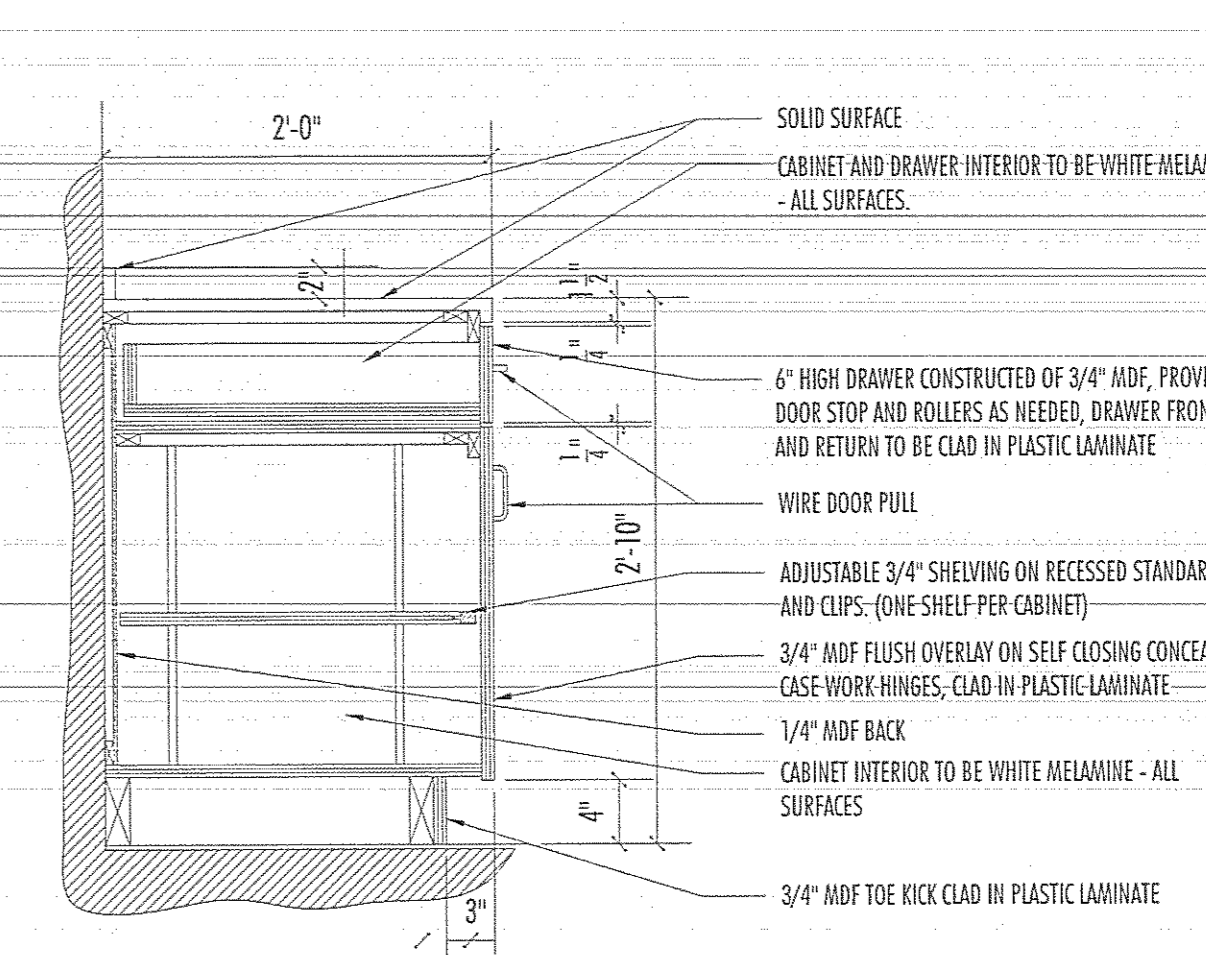 2'-0"
SOLID SURFACE
CABINET AND DRAWER INTERIOR TO BE WHITE MELAM
- ALL SURFACES.
2"
1 1/2"
1/4"
6" HIGH DRAWER CONSTRUCTED OF 3/4" MDF, PROVI
DOOR STOP AND ROLLERS AS NEEDED, DRAWER FRON
AND RETURN TO BE CLAD IN PLASTIC LAMINATE
1/4"
WIRE DOOR PULL
2'-10"
ADJUSTABLE 3/4" SHELVING ON RECESSED STANDAR
AND CLIPS. (ONE SHELF PER CABINET)
3/4" MDF FLUSH OVERLAY ON SELF CLOSING CONCEA
CASE WORK HINGES, CLAD IN PLASTIC LAMINATE
1/4" MDF BACK
CABINET INTERIOR TO BE WHITE MELAMINE - ALL
SURFACES
4"
3/4" MDF TOE KICK CLAD IN PLASTIC LAMINATE
3"